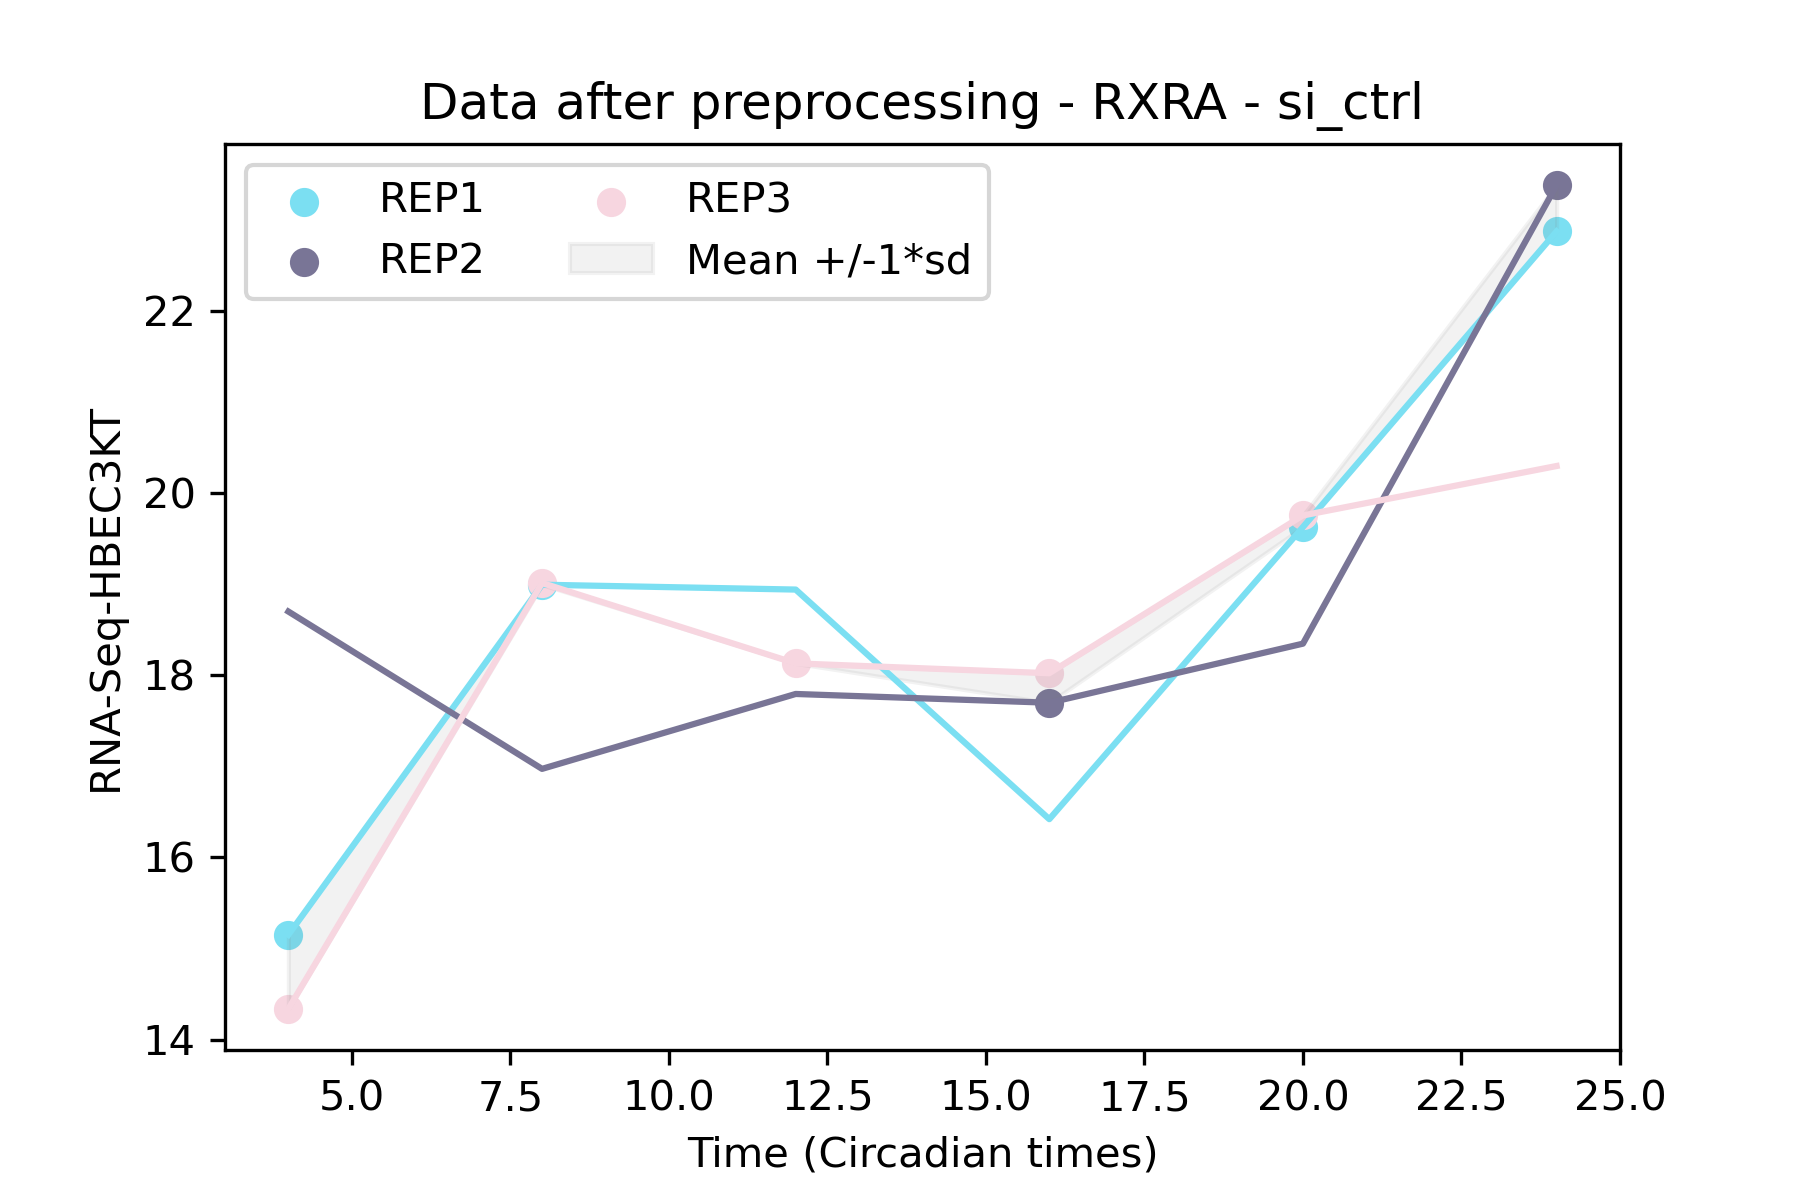 Data after preprocessing - RXRA - si_ctrl
REP1
REP2
REP3
Mean +/-1*sd
RNA-Seq-HBEC3KT
22
20
18
16
14
5.0 7.5 10.0 12.5 15.0 17.5 20.0 22.5 25.0
Time (Circadian times)